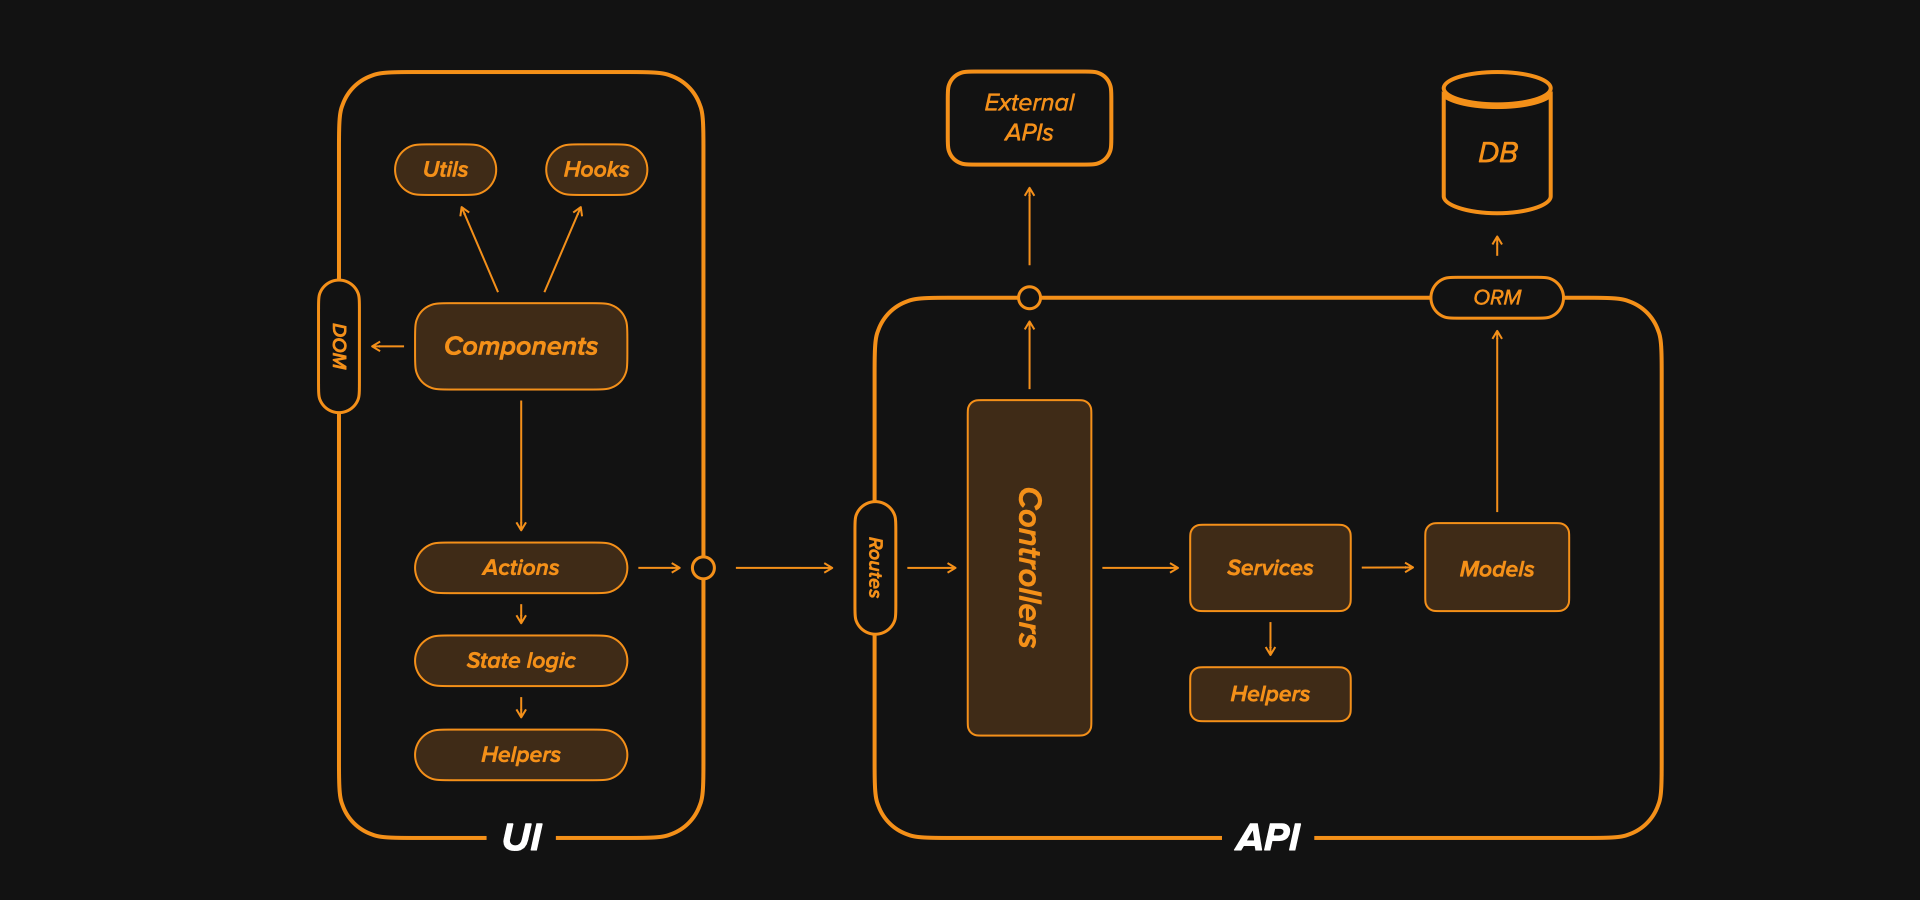 Utils
Hooks
DOM
Components
Actions
State logic
Helpers
UI
External
APIs
DB
ORM
Routes
Controllers
Services
Models
Helpers
API